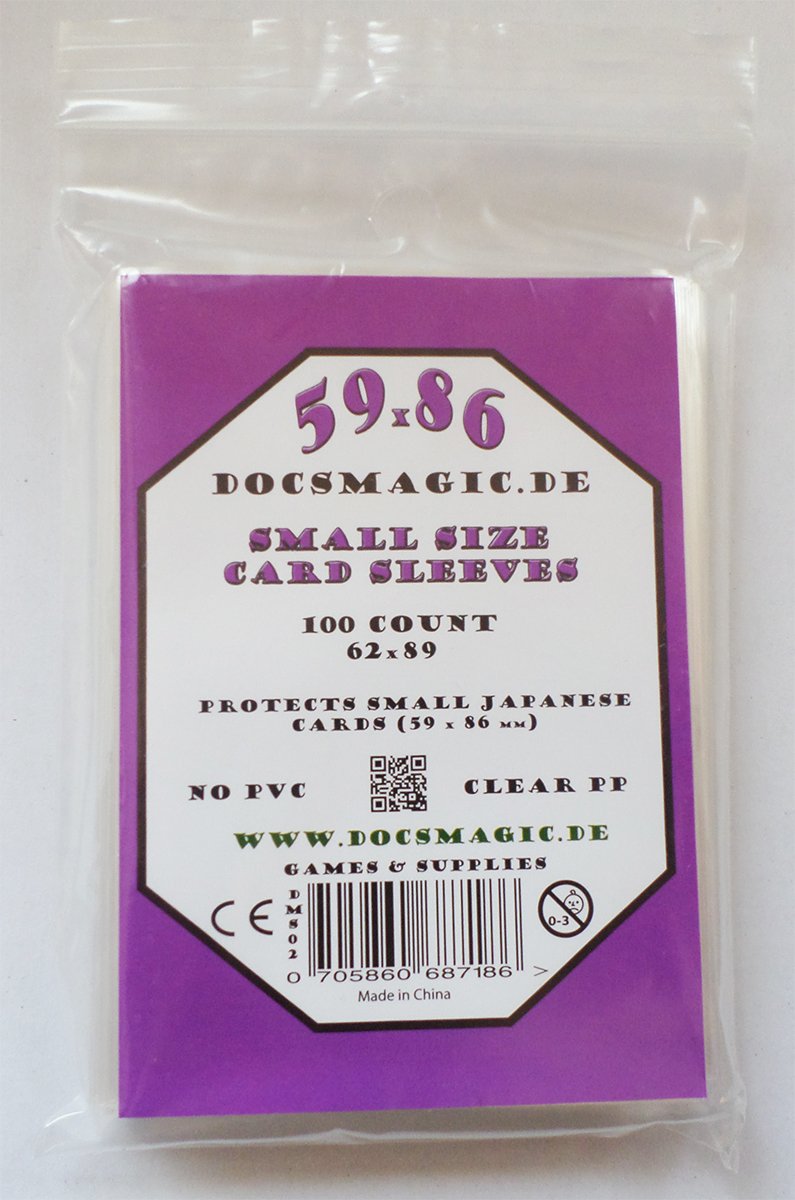 59x86
DOCSMAGIC.DE
SMALL SIZE
CARD SLEEVES
100 COUNT
62x89
PROTECTS SMALL JAPANESE
CARDS (59 x 86 MM)
NO PVC
CLEAR PP
WWW.DOCSMAGIC.DE
GAMES & SUPPLIES
CE
DMS02
0-3
0 705860 687186 >
Made in China